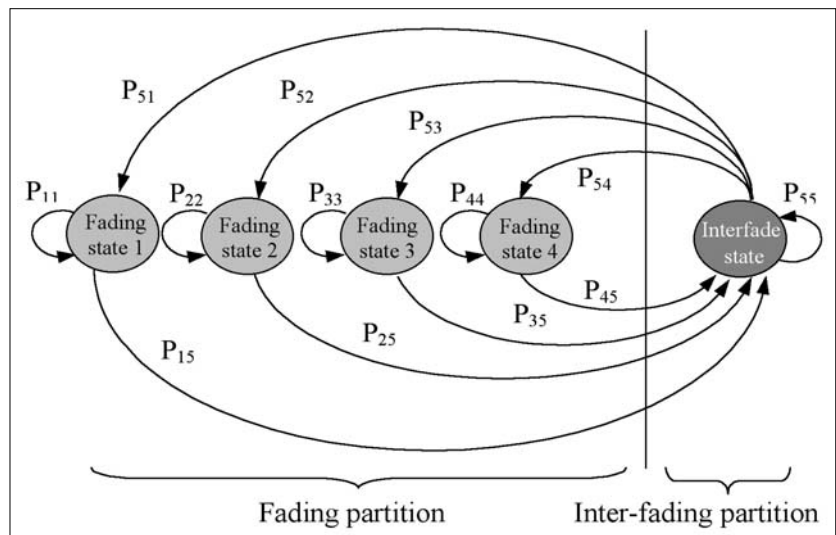 P51
P52
P53
P54
P11
P22
P33
P44
P55
Fading
state 1
Fading
state 2
Fading
state 3
Fading
state 4
Interfade
state
P45
P35
P25
P15
Fading partition
Inter-fading partition